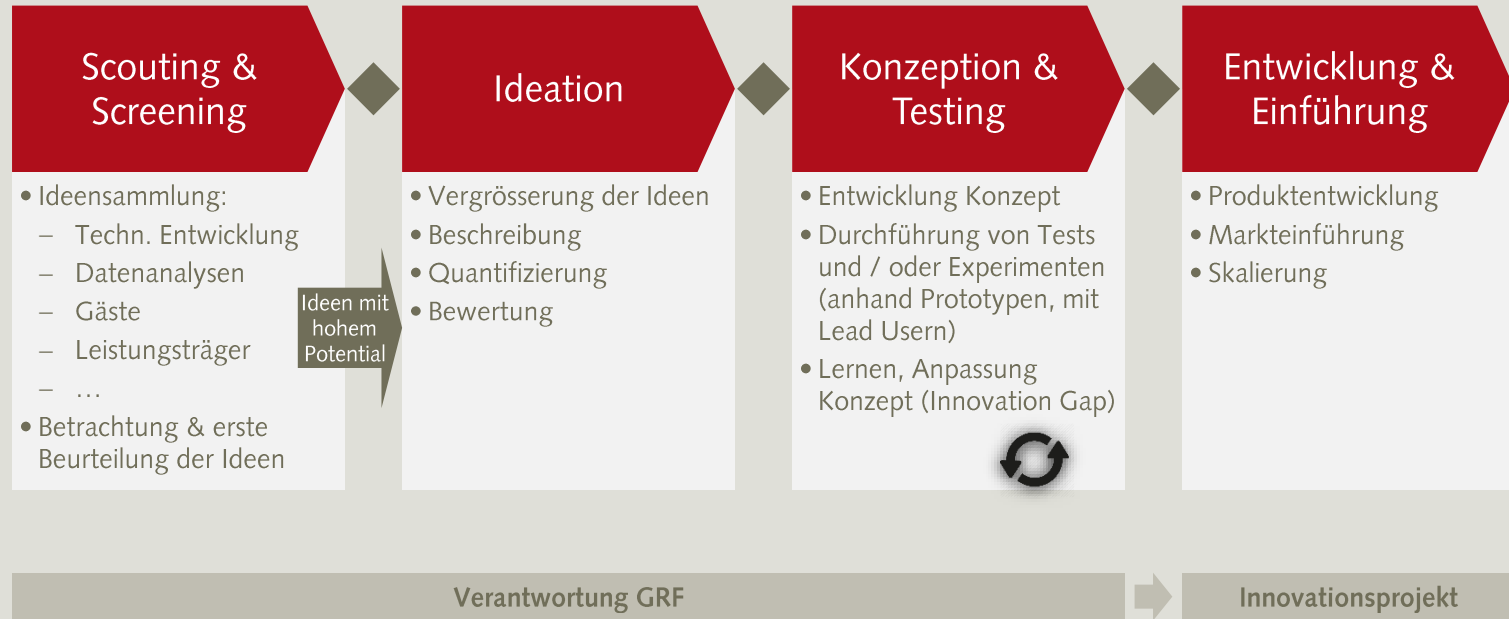 Scouting &
Screening
Ideation
Konzeption &
Testing
Entwicklung &
Einführung
• Ideensammlung:
– Techn. Entwicklung
– Datenanalysen
– Gäste
– Leistungsträger
– …
• Betrachtung & erste
Beurteilung der Ideen
Ideen mit
hohem
Potential
• Vergrösserung der Ideen
• Beschreibung
• Quantifizierung
• Bewertung
• Entwicklung Konzept
• Durchführung von Tests
und / oder Experimenten
(anhand Prototypen, mit
Lead Usern)
• Lernen, Anpassung
Konzept (Innovation Gap)
• Produktentwicklung
• Markteinführung
• Skalierung
Verantwortung GRF
Innovationsprojekt